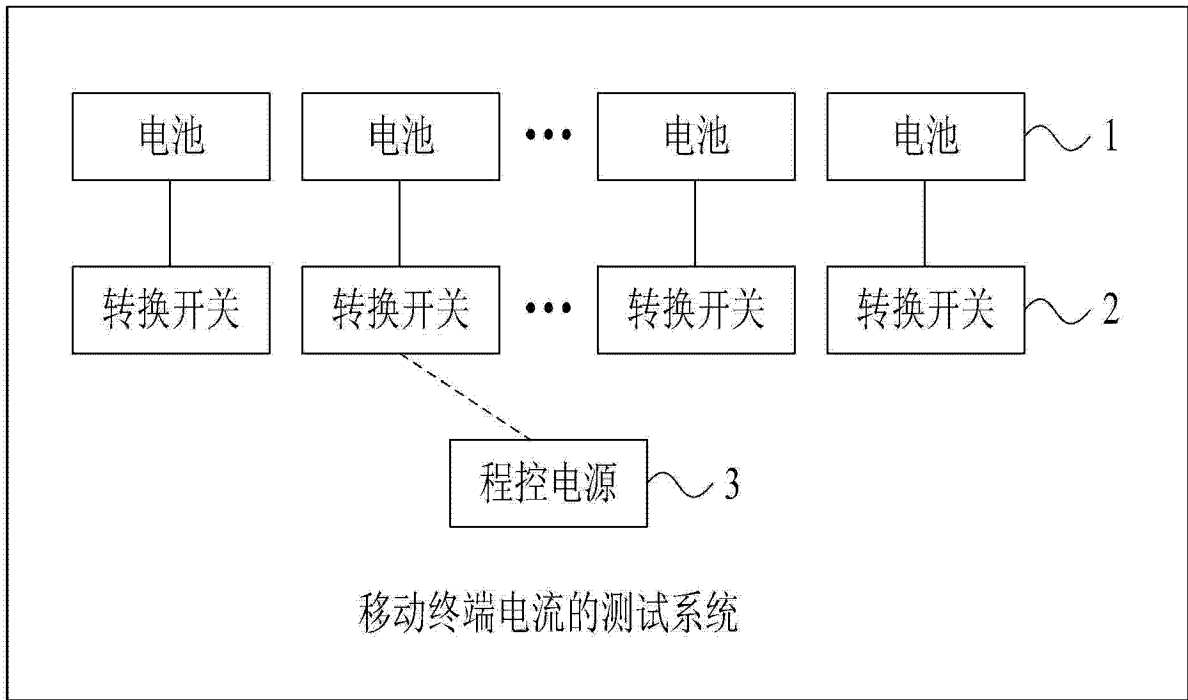 电池 电池 ••• 电池 电池 1
转换开关 转换开关 ••• 转换开关 转换开关 2
程控电源 3
移动终端电流的测试系统